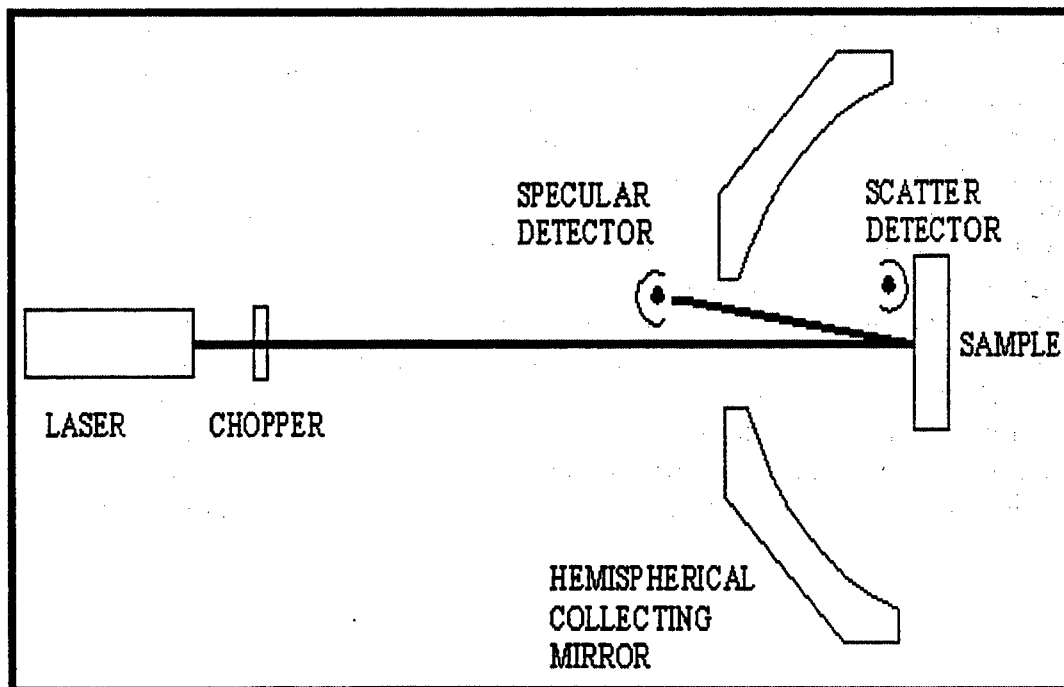 SPECULAR
DETECTOR
SCATTER
DETECTOR
SAMPLE
LASER
CHOPPER
HEMISPHERICAL
COLLECTING
MIRROR